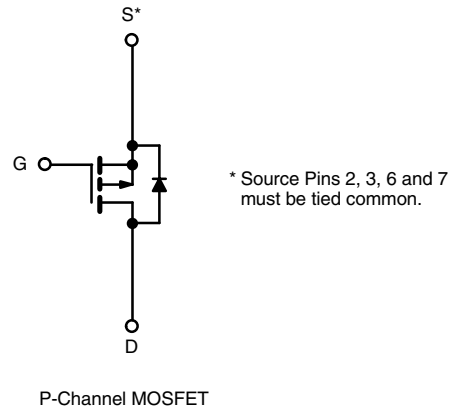 S*
G
* Source Pins 2, 3, 6 and 7
must be tied common.
D
P-Channel MOSFET